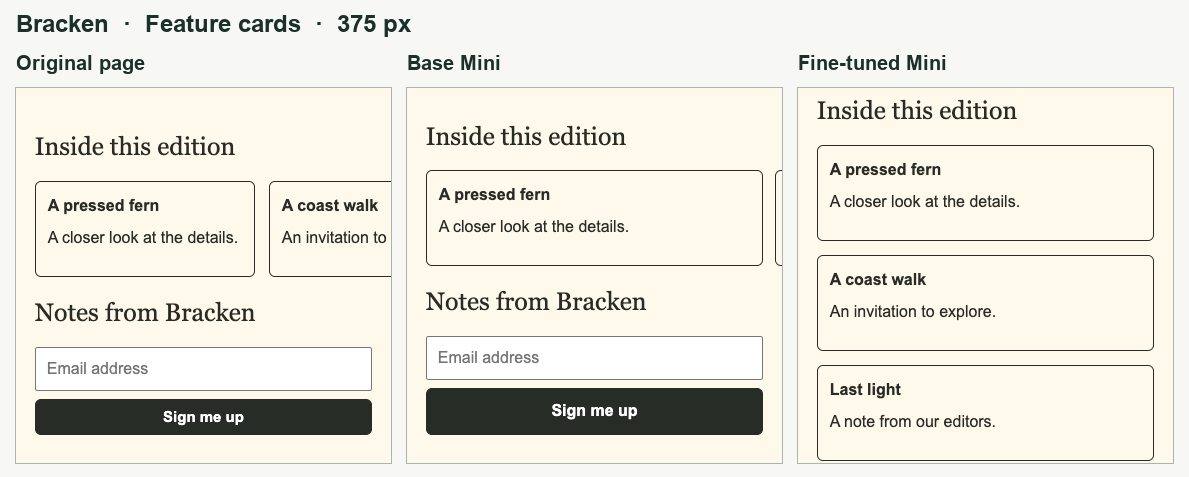 Bracken · Feature cards · 375 px
Original page
Inside this edition
A pressed fern
A closer look at the details.
A coast walk
An invitation to
Notes from Bracken
Email address
Sign me up
Base Mini
Inside this edition
A pressed fern
A closer look at the details.
Notes from Bracken
Email address
Sign me up
Fine-tuned Mini
Inside this edition
A pressed fern
A closer look at the details.
A coast walk
An invitation to explore.
Last light
A note from our editors.